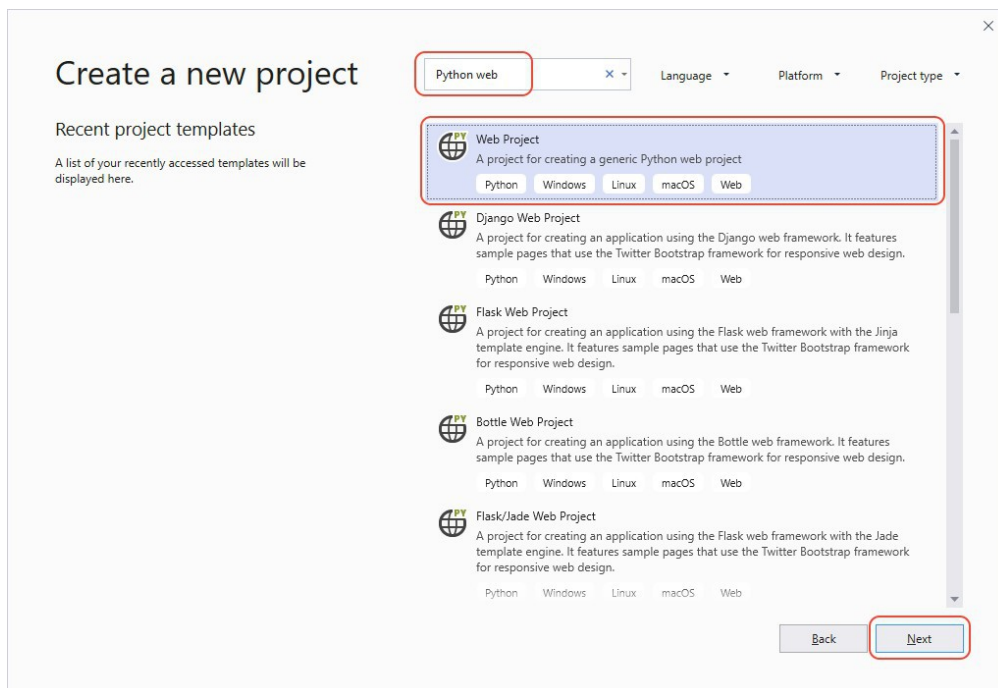 Create a new project
Python web
Language
Platform
Project type
Recent project templates
A list of your recently accessed templates will be
displayed here.
PY
Web Project
A project for creating a generic Python web project
Python Windows Linux macOS Web
PY
Django Web Project
A project for creating an application using the Django web framework. It features
sample pages that use the Twitter Bootstrap framework for responsive web design.
Python Windows Linux macOS Web
PY
Flask Web Project
A project for creating an application using the Flask web framework with the Jinja
template engine. It features sample pages that use the Twitter Bootstrap framework
for responsive web design.
Python Windows Linux macOS Web
PY
Bottle Web Project
A project for creating an application using the Bottle web framework. It features
sample pages that use the Twitter Bootstrap framework for responsive web design.
Python Windows Linux macOS Web
PY
Flask/Jade Web Project
A project for creating an application using the Flask web framework with the Jade
template engine. It features sample pages that use the Twitter Bootstrap framework
for responsive web design.
Python Windows Linux macOS Web
Back
Next